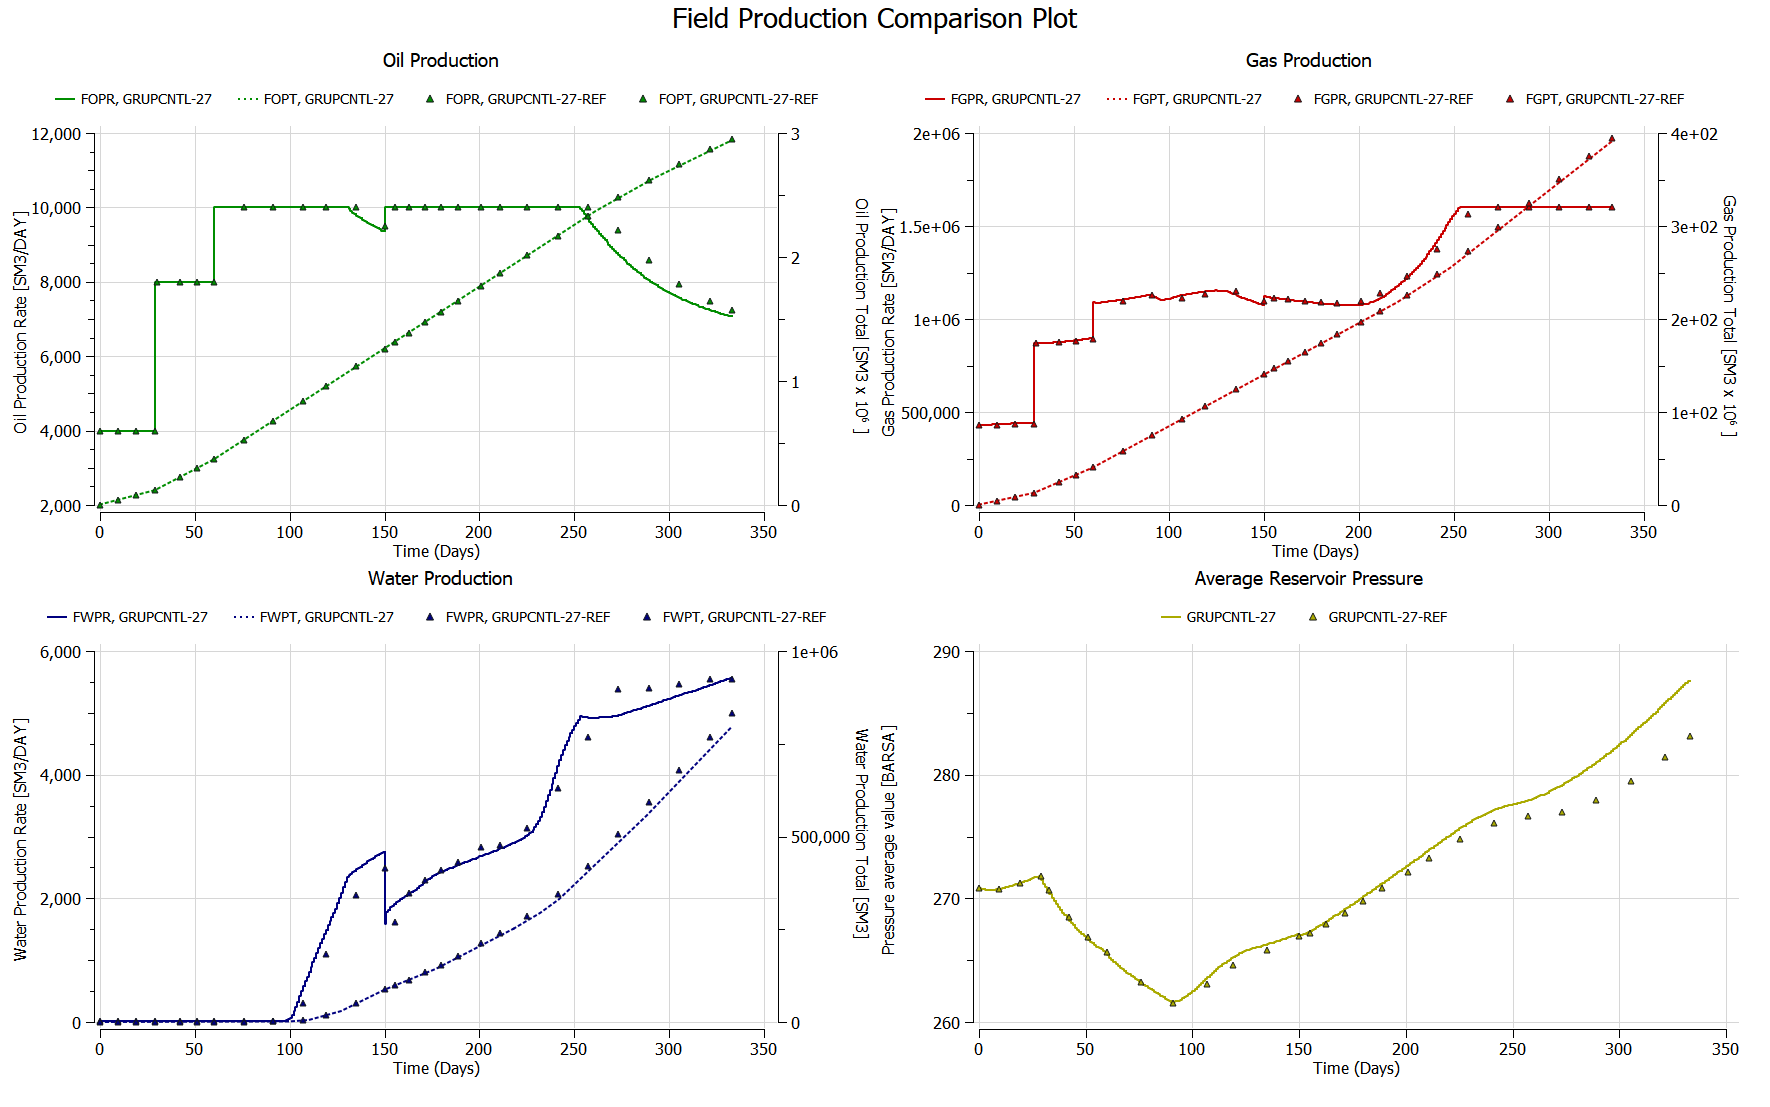 Field Production Comparison Plot
Oil Production
FOPR, GRUPCNTL-27 FOPT, GRUPCNTL-27 FOPR, GRUPCNTL-27-REF FOPT, GRUPCNTL-27-REF
12,000
10,000
8,000
6,000
4,000
2,000
Oil Production Rate [SM3/DAY]
3
2
1
0
Oil Production Total [SM3 x 10⁶ ]
0 50 100 150 200 250 300 350
Time (Days)
Gas Production
FGPR, GRUPCNTL-27 FGPT, GRUPCNTL-27 FGPR, GRUPCNTL-27-REF FGPT, GRUPCNTL-27-REF
2e+06
1.5e+06
1e+06
500,000
0
Gas Production Rate [SM3/DAY]
4e+02
3e+02
2e+02
1e+02
0
Gas Production Total [SM3 x 10⁶ ]
0 50 100 150 200 250 300 350
Time (Days)
Water Production
FWPR, GRUPCNTL-27 FWPT, GRUPCNTL-27 FWPR, GRUPCNTL-27-REF FWPT, GRUPCNTL-27-REF
6,000
4,000
2,000
0
Water Production Rate [SM3/DAY]
1e+06
500,000
0
Water Production Total [SM3]
0 50 100 150 200 250 300 350
Time (Days)
Average Reservoir Pressure
GRUPCNTL-27 GRUPCNTL-27-REF
290
280
270
260
Pressure average value [BARSA]
0 50 100 150 200 250 300 350
Time (Days)